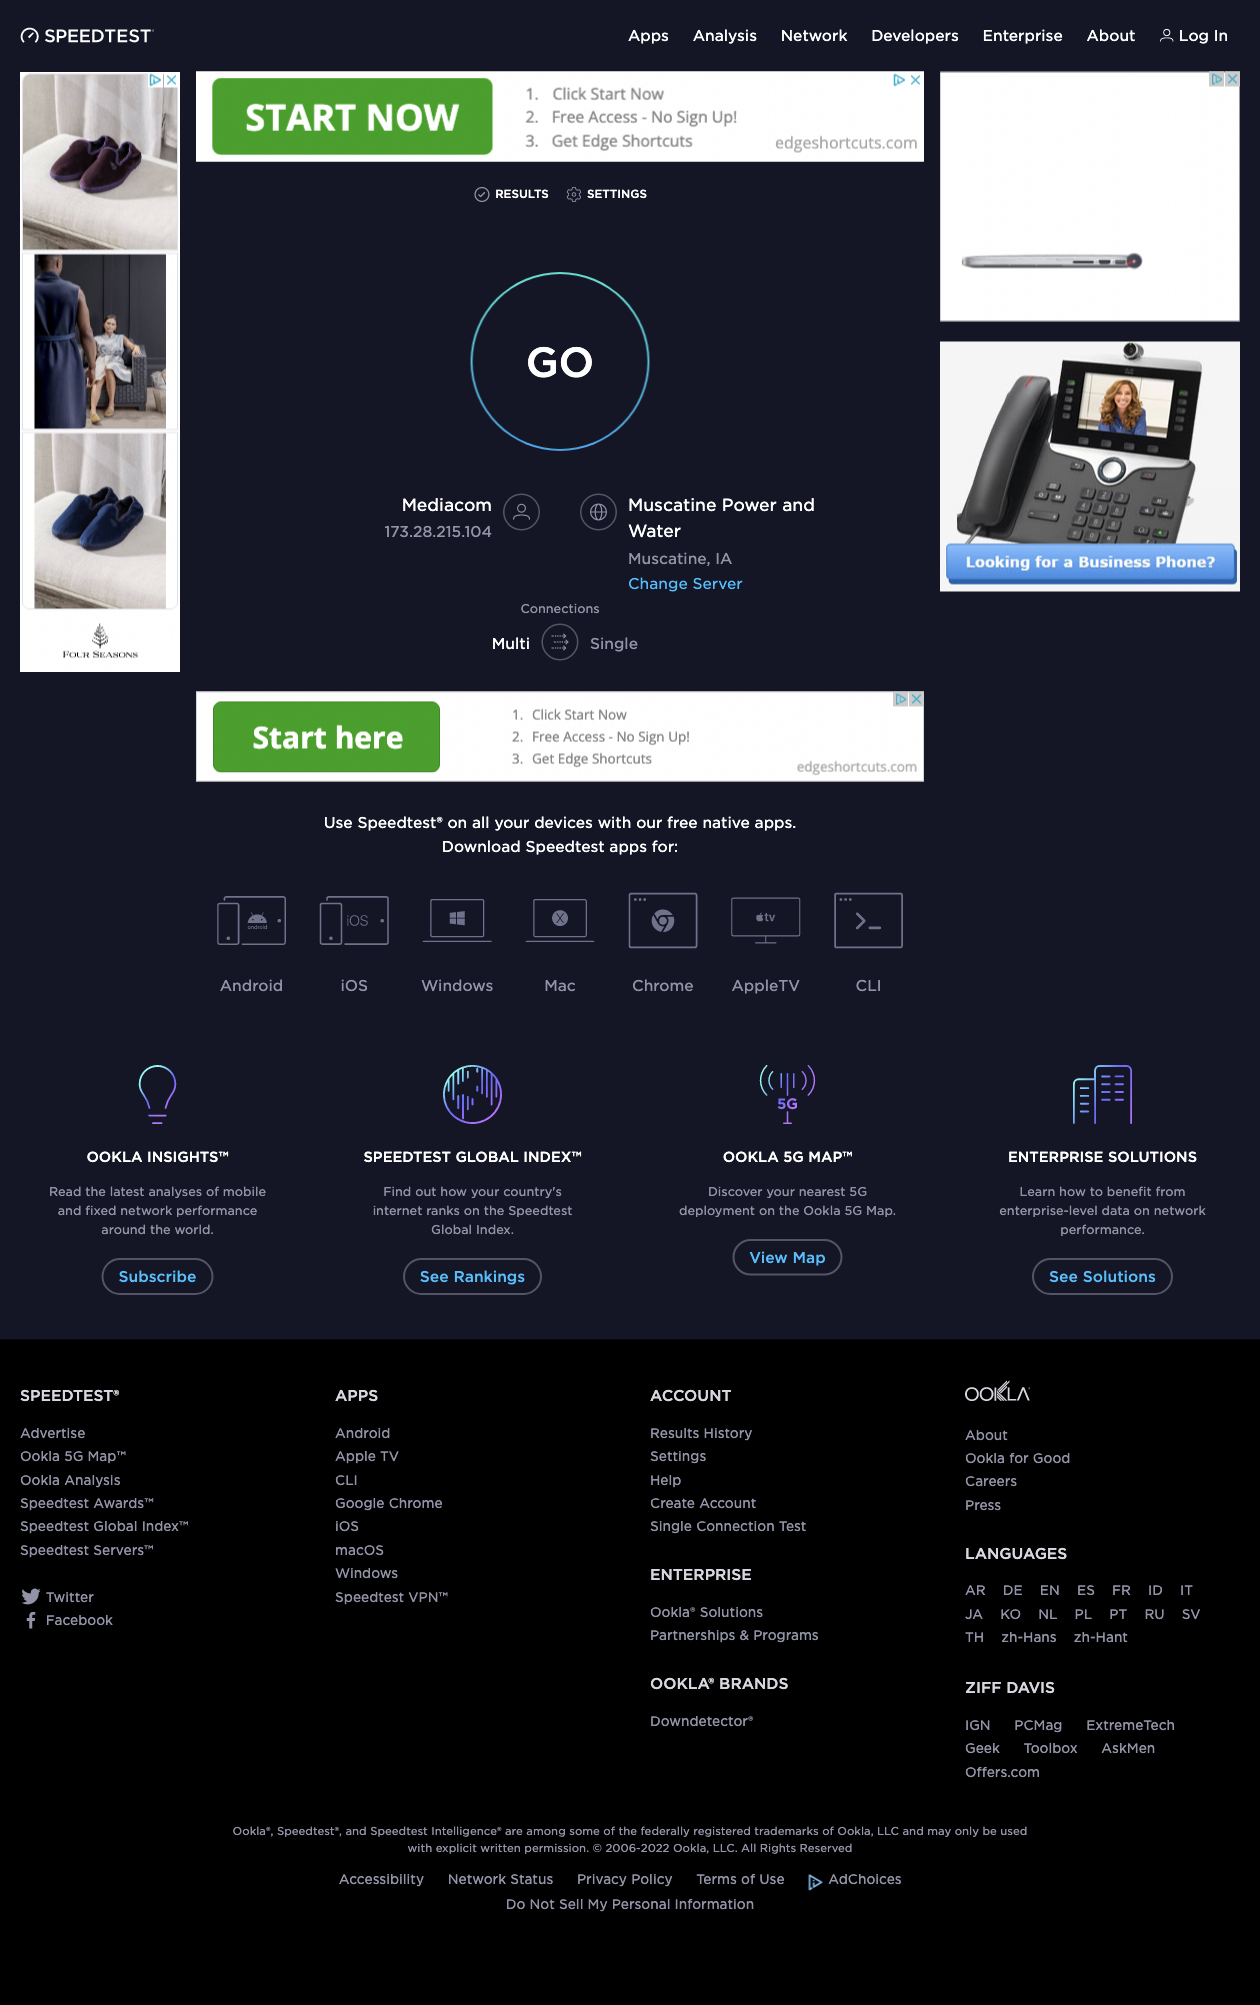 SPEEDTEST
Apps Analysis Network Developers Enterprise About Log In
START NOW
1. Click Start Now
2. Free Access - No Sign Up!
3. Get Edge Shortcuts
edgeshortcuts.com
RESULTS SETTINGS
GO
Mediacom
173.28.215.104
Muscatine Power and
Water
Muscatine, IA
Change Server
Connections
Multi Single
FOUR SEASONS
Looking for a Business Phone?
Start here
1. Click Start Now
2. Free Access - No Sign Up!
3. Get Edge Shortcuts
edgeshortcuts.com
Use Speedtest® on all your devices with our free native apps.
Download Speedtest apps for:
android
iOS
X
tv
Android iOS Windows Mac Chrome AppleTV CLI
5G
OOKLA INSIGHTS™
Read the latest analyses of mobile
and fixed network performance
around the world.
Subscribe
SPEEDTEST GLOBAL INDEX™
Find out how your country's
internet ranks on the Speedtest
Global Index.
See Rankings
OOKLA 5G MAP™
Discover your nearest 5G
deployment on the Ookla 5G Map.
View Map
ENTERPRISE SOLUTIONS
Learn how to benefit from
enterprise-level data on network
performance.
See Solutions
SPEEDTEST®
Advertise
Ookla 5G Map™
Ookla Analysis
Speedtest Awards™
Speedtest Global Index™
Speedtest Servers™
Twitter
Facebook
APPS
Android
Apple TV
CLI
Google Chrome
iOS
macOS
Windows
Speedtest VPN™
ACCOUNT
Results History
Settings
Help
Create Account
Single Connection Test
ENTERPRISE
Ookla® Solutions
Partnerships & Programs
OOKLA® BRANDS
Downdetector®
OOKLA
About
Ookla for Good
Careers
Press
LANGUAGES
AR DE EN ES FR ID IT
JA KO NL PL PT RU SV
TH zh-Hans zh-Hant
ZIFF DAVIS
IGN PCMag ExtremeTech
Geek Toolbox AskMen
Offers.com
Ookla®, Speedtest®, and Speedtest Intelligence® are among some of the federally registered trademarks of Ookla, LLC and may only be used
with explicit written permission. © 2006-2022 Ookla, LLC. All Rights Reserved
Accessibility Network Status Privacy Policy Terms of Use AdChoices
Do Not Sell My Personal Information